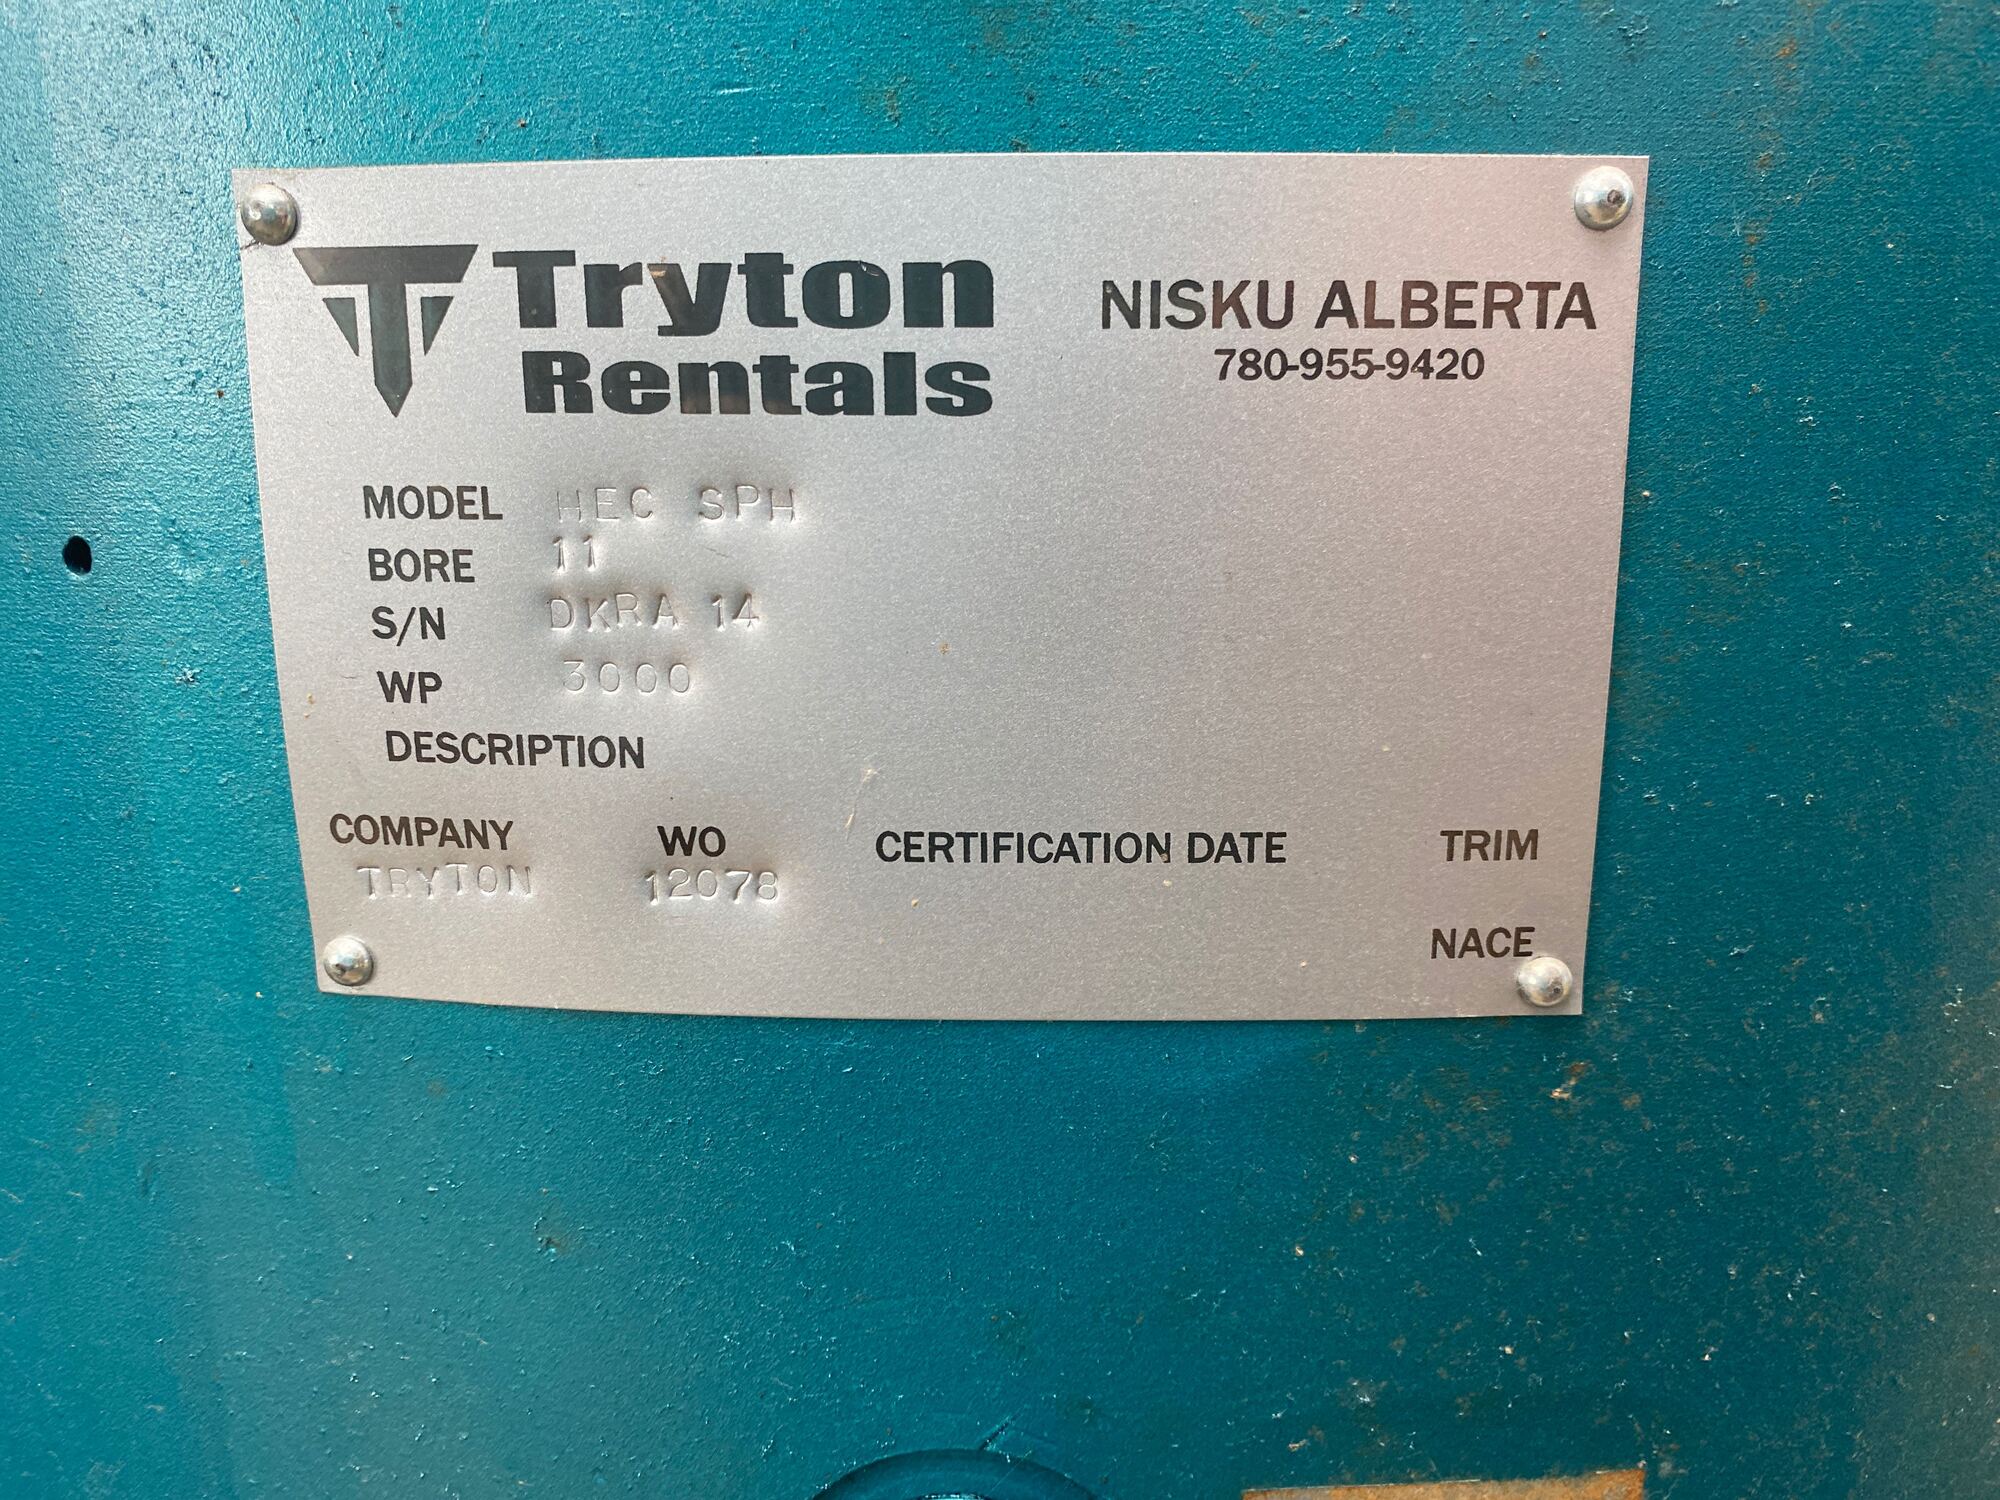 Tryton
Rentals
NISKU ALBERTA
780-955-9420
MODEL HEC SPH
BORE 11
S/N DKRA 14
WP 3000
DESCRIPTION
COMPANY WO CERTIFICATION DATE TRIM
TRYTON 12078
NACE